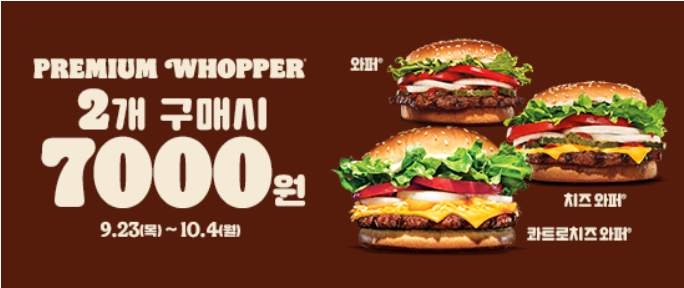 PREMIUM WHOPPER®
2개 구매시
7000원
9.23(목) ~ 10.4(월)
와퍼®
치즈 와퍼®
콰트로치즈 와퍼®